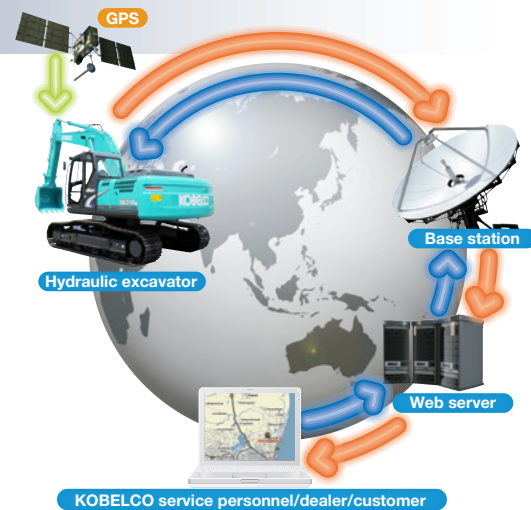 GPS
KOBELCO
Base station
Hydraulic excavator
Web server
KOBELCO service personnel/dealer/customer